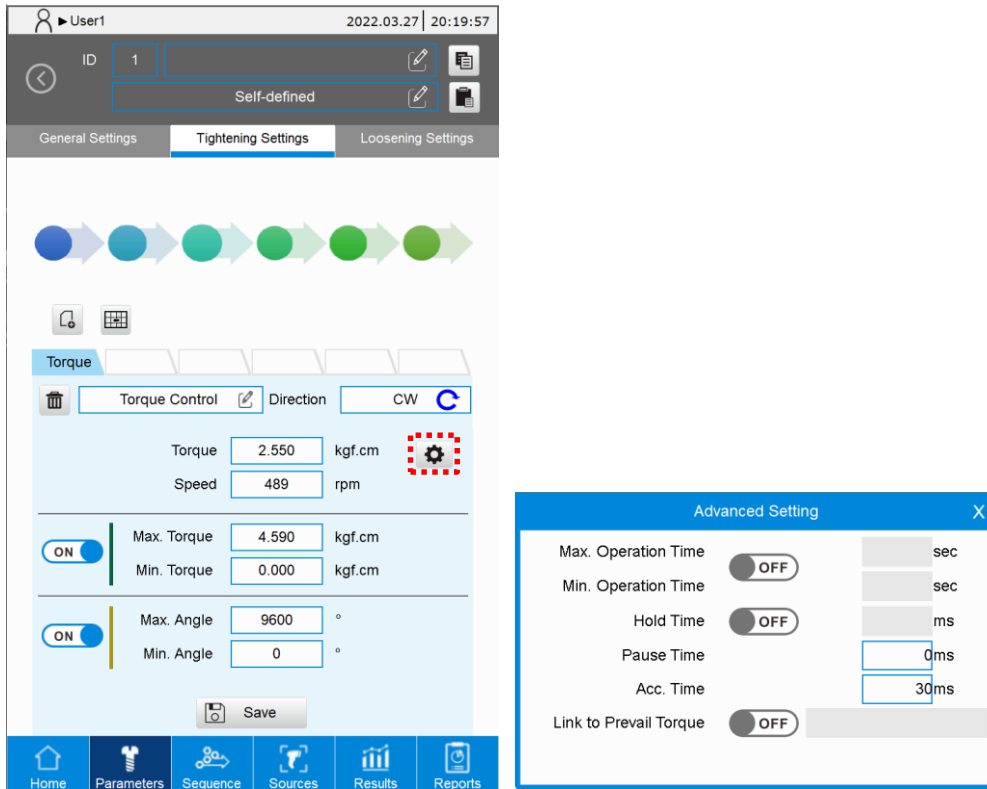 User1 2022.03.27 20:19:57
ID 1
Self-defined
General Settings Tightening Settings Loosening Settings
Torque
Torque Control Direction CW
Torque 2.550 kgf.cm
Speed 489 rpm
ON Max. Torque 4.590 kgf.cm
Min. Torque 0.000 kgf.cm
ON Max. Angle 9600 °
Min. Angle 0 °
Save
Home Parameters Sequence Sources Results Reports
Advanced Setting X
Max. Operation Time OFF sec
Min. Operation Time sec
Hold Time OFF ms
Pause Time 0ms
Acc. Time 30ms
Link to Prevail Torque OFF